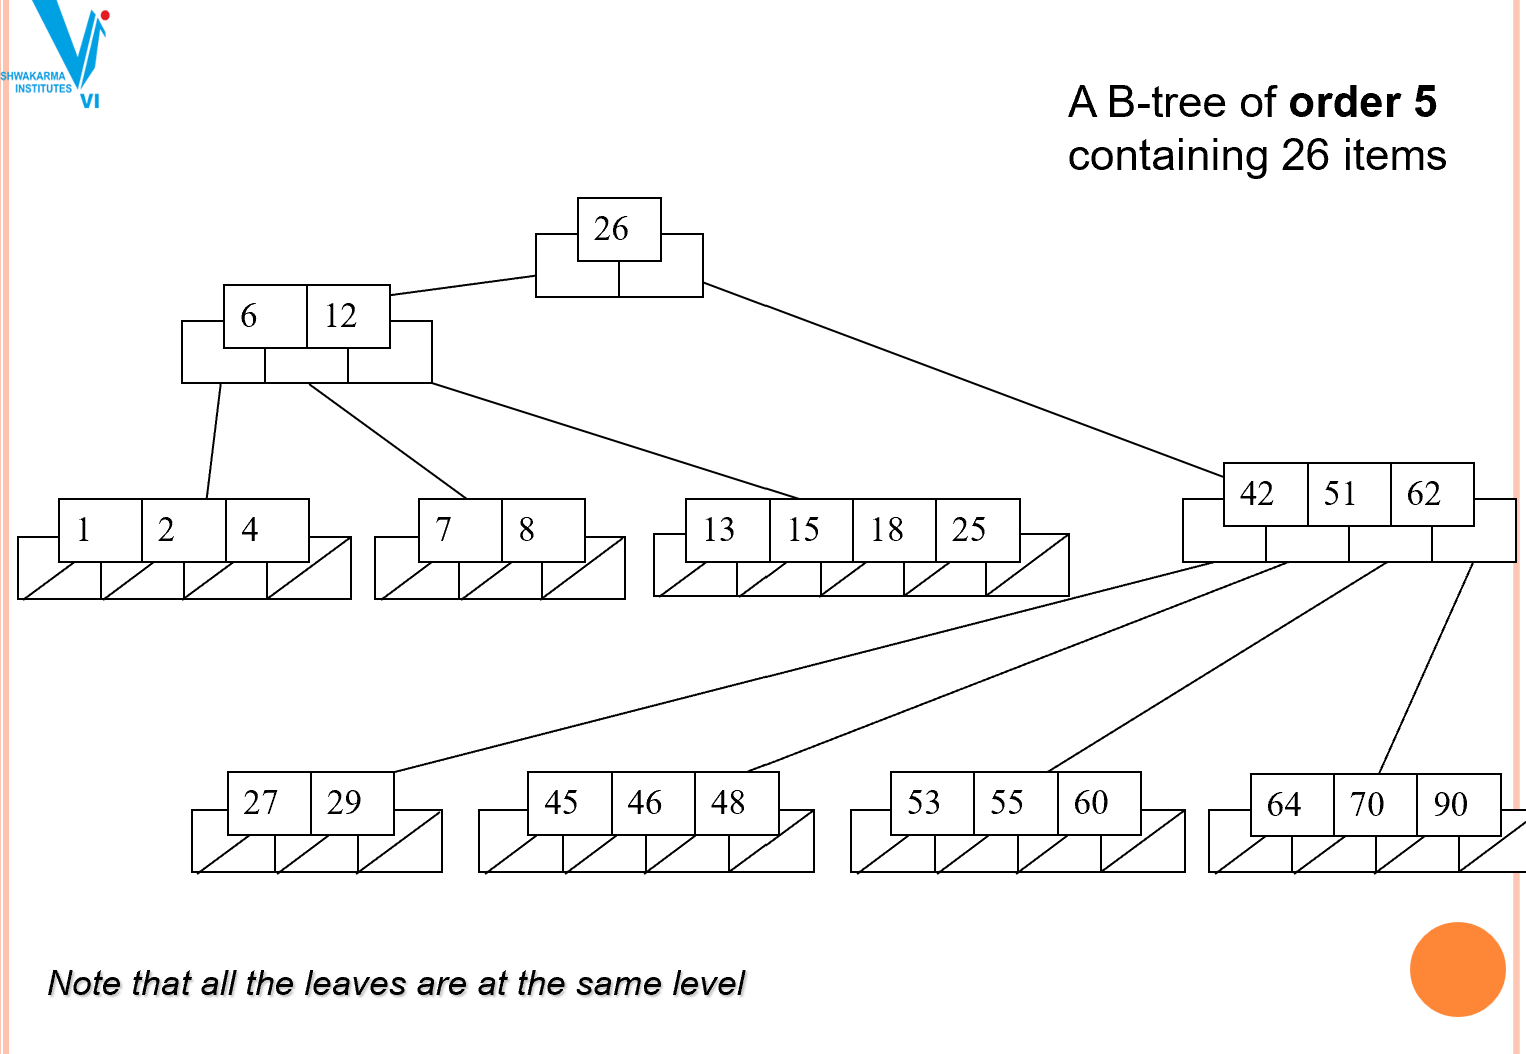 SHWAKARMA
INSTITUTES
VI
A B-tree of order 5
containing 26 items
26
6 12
42 51 62
1 2 4 7 8 13 15 18 25
27 29 45 46 48 53 55 60 64 70 90
Note that all the leaves are at the same level